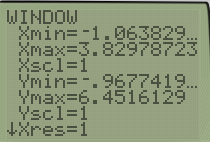 WINDOW
Xmin=-1.063829…
Xmax=3.82978723
Xscl=1
Ymin=-.9677419…
Ymax=6.4516129
Yscl=1
↓Xres=1